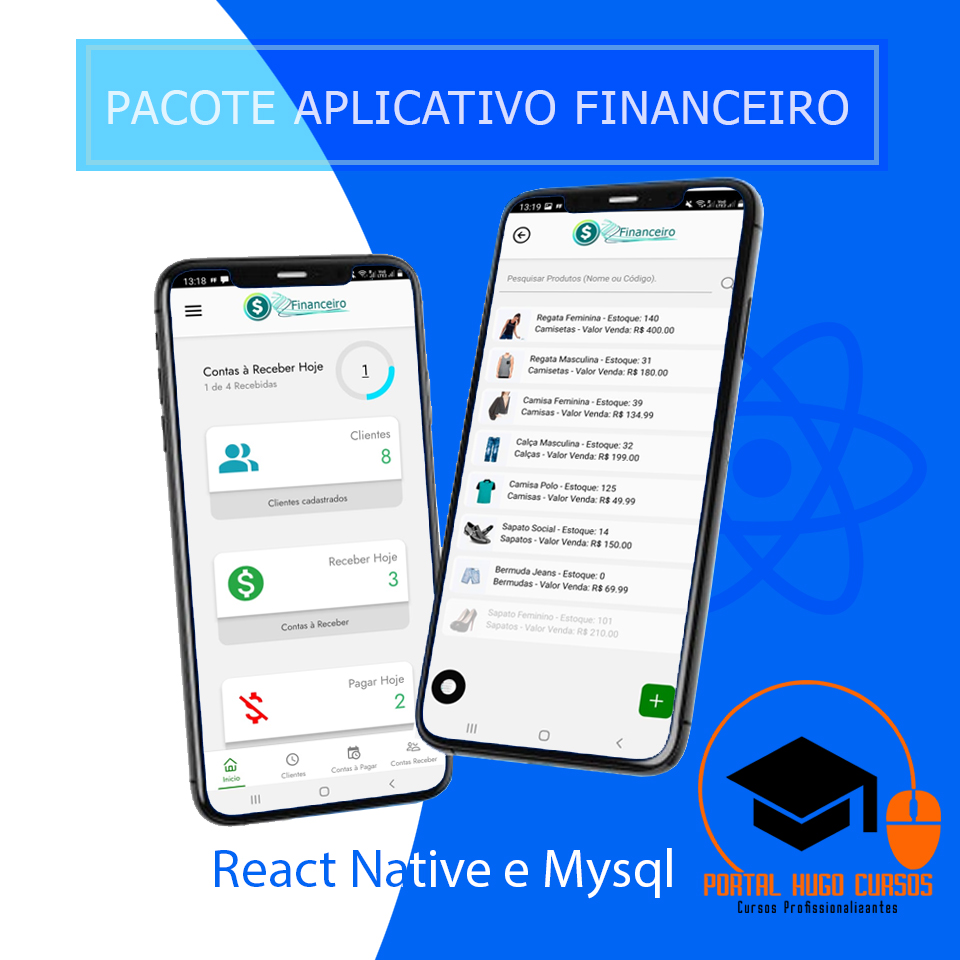 PACOTE APLICATIVO FINANCEIRO
13:18
Financeiro
Contas à Receber Hoje
1 de 4 Recebidas
1
Clientes
8
Clientes cadastrados
Receber Hoje
3
Contas à Receber
Pagar Hoje
2
Inicio
Clientes
Contas à Pagar
Contas Receber
13:19
Financeiro
Pesquisar Produtos (Nome ou Código).
Regata Feminina - Estoque: 140
Camisetas - Valor Venda: R$ 400.00
Regata Masculina - Estoque: 31
Camisetas - Valor Venda: R$ 180.00
Camisa Feminina - Estoque: 39
Camisas - Valor Venda: R$ 134.99
Calça Masculina - Estoque: 32
Calças - Valor Venda: R$ 199.00
Camisa Polo - Estoque: 125
Camisas - Valor Venda: R$ 49.99
Sapato Social - Estoque: 14
Sapatos - Valor Venda: R$ 150.00
Bermuda Jeans - Estoque: 0
Bermudas - Valor Venda: R$ 69.99
Sapato Feminino - Estoque: 101
Sapatos - Valor Venda: R$ 210.00
React Native e Mysql
PORTAL HUGO CURSOS
Cursos Profissionalizantes